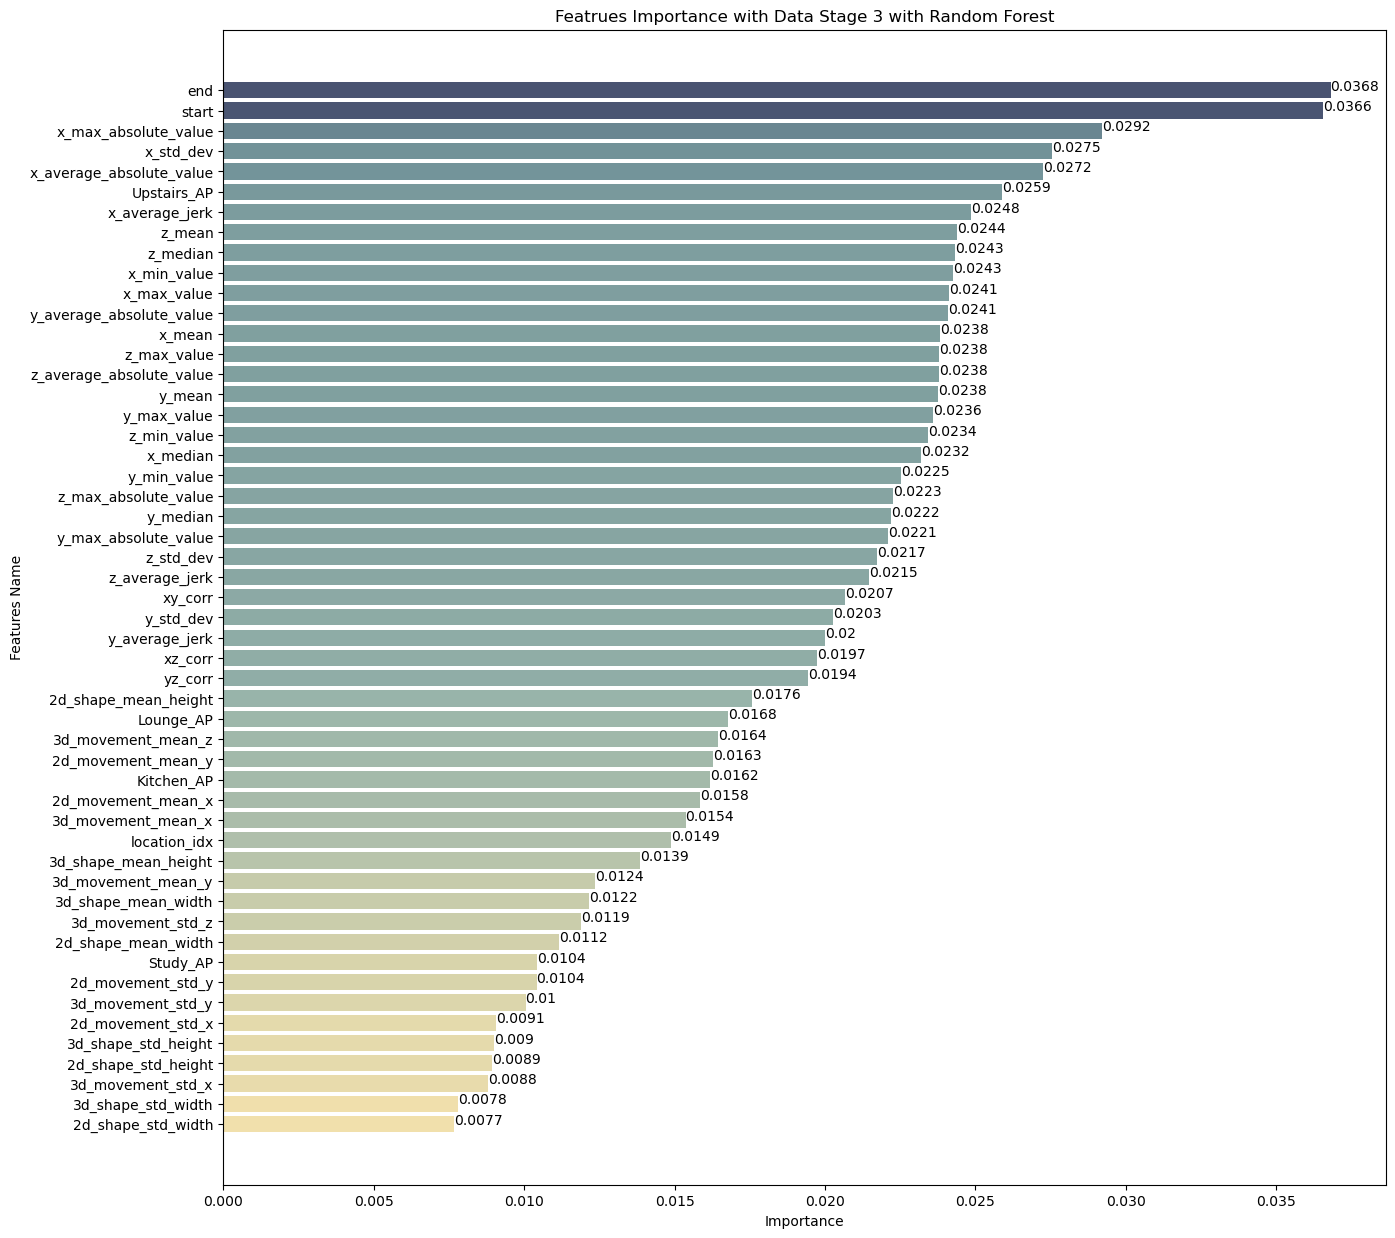 Featrues Importance with Data Stage 3 with Random Forest
Features Name
end 0.0368
start 0.0366
x_max_absolute_value 0.0292
x_std_dev 0.0275
x_average_absolute_value 0.0272
Upstairs_AP 0.0259
x_average_jerk 0.0248
z_mean 0.0244
z_median 0.0243
x_min_value 0.0243
x_max_value 0.0241
y_average_absolute_value 0.0241
x_mean 0.0238
z_max_value 0.0238
z_average_absolute_value 0.0238
y_mean 0.0238
y_max_value 0.0236
z_min_value 0.0234
x_median 0.0232
y_min_value 0.0225
z_max_absolute_value 0.0223
y_median 0.0222
y_max_absolute_value 0.0221
z_std_dev 0.0217
z_average_jerk 0.0215
xy_corr 0.0207
y_std_dev 0.0203
y_average_jerk 0.02
xz_corr 0.0197
yz_corr 0.0194
2d_shape_mean_height 0.0176
Lounge_AP 0.0168
3d_movement_mean_z 0.0164
2d_movement_mean_y 0.0163
Kitchen_AP 0.0162
2d_movement_mean_x 0.0158
3d_movement_mean_x 0.0154
location_idx 0.0149
3d_shape_mean_height 0.0139
3d_movement_mean_y 0.0124
3d_shape_mean_width 0.0122
3d_movement_std_z 0.0119
2d_shape_mean_width 0.0112
Study_AP 0.0104
2d_movement_std_y 0.0104
3d_movement_std_y 0.01
2d_movement_std_x 0.0091
3d_shape_std_height 0.009
2d_shape_std_height 0.0089
3d_movement_std_x 0.0088
3d_shape_std_width 0.0078
2d_shape_std_width 0.0077
0.000 0.005 0.010 0.015 0.020 0.025 0.030 0.035
Importance